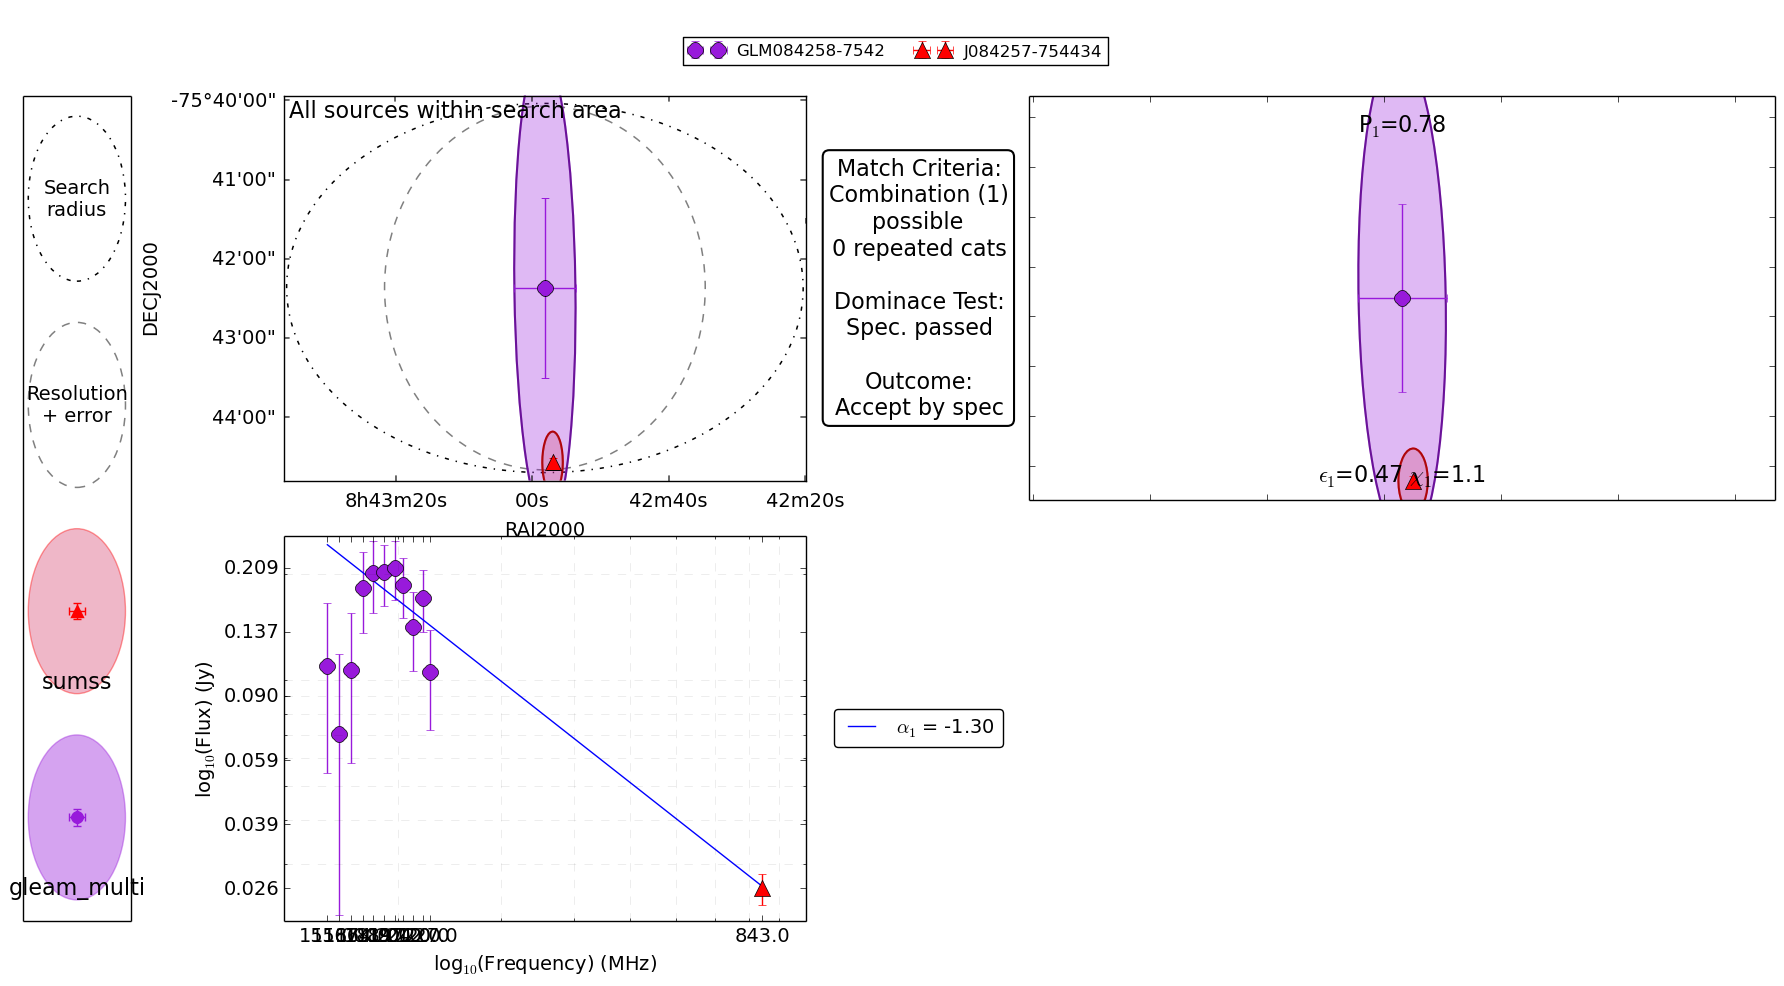 GLM084258-7542
J084257-754434
Search
radius
Resolution
+ error
sumss
gleam_multi
All sources within search area
-75°40'00"
41'00"
42'00"
43'00"
44'00"
DECJ2000
8h43m20s
00s
42m40s
42m20s
RAJ2000
Match Criteria:
Combination (1)
possible
0 repeated cats
Dominace Test:
Spec. passed
Outcome:
Accept by spec
P1=0.78
ϵ1=0.47 χ1=1.1
0.209
0.137
0.090
0.059
0.039
0.026
log10(Flux) (Jy)
843.0
log10(Frequency) (MHz)
α1 = -1.30